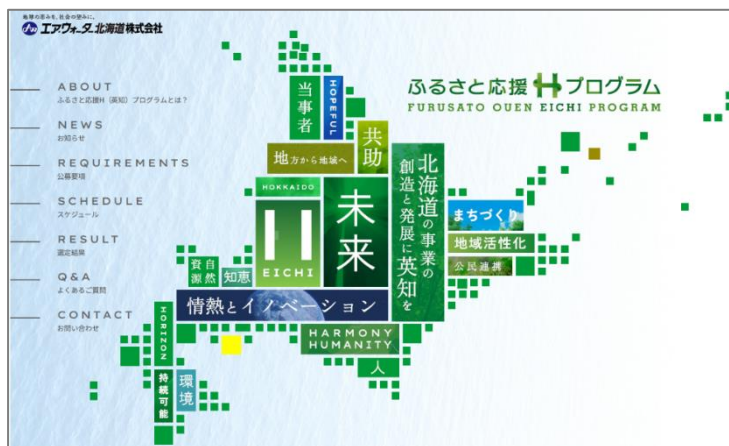 地球の恵みを、社会の望みに。
エア・ウォーター北海道株式会社
ABOUT
ふるさと応援H（英知）プログラムとは？
NEWS
お知らせ
REQUIREMENTS
公募要項
SCHEDULE
スケジュール
RESULT
選定結果
Q&A
よくあるご質問
CONTACT
お問い合わせ
ふるさと応援Hプログラム
FURUSATO OUEN EICHI PROGRAM
当事者
HOPEFUL
共助
地方から地域へ
HOKKAIDO
EICHI
未来
北海道の事業の
創造と発展に英知を
まちづくり
地域活性化
公民連携
自然
資源
知恵
情熱とイノベーション
HORIZON
HARMONY
HUMANITY
人
持続可能
環境